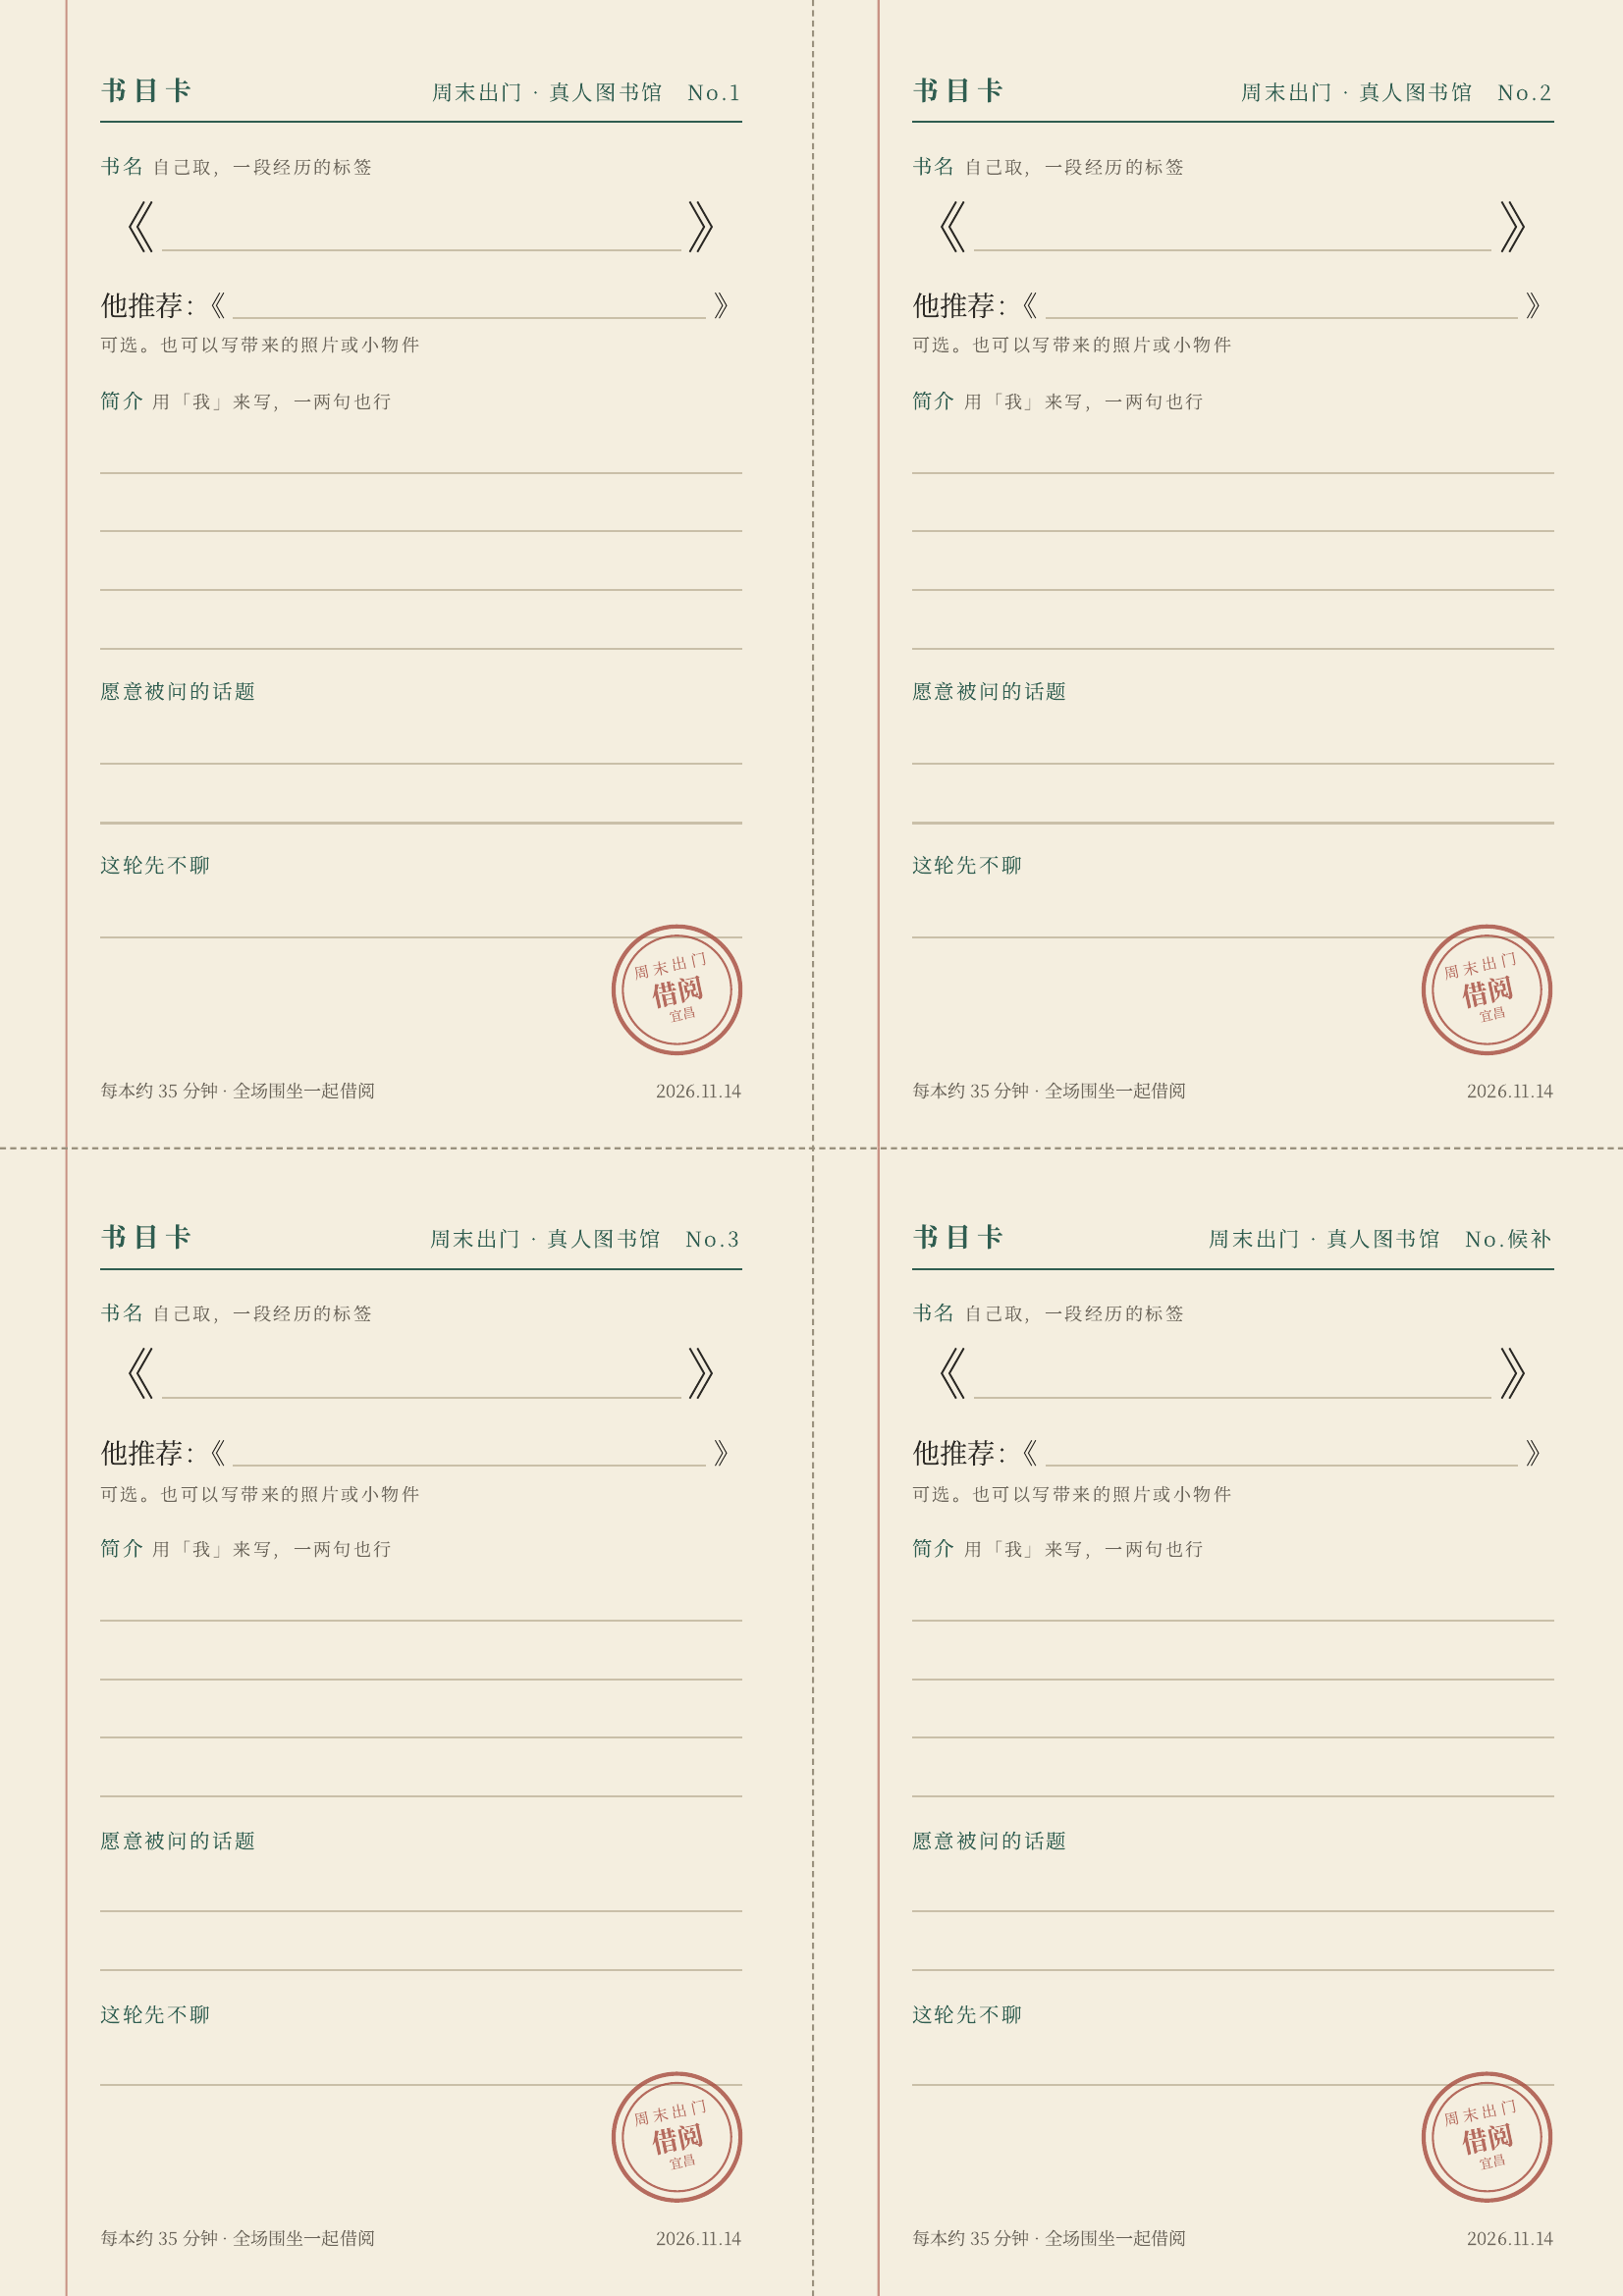 书目卡 周末出门 · 真人图书馆 No.1
书名 自己取，一段经历的标签
《 》
他推荐：《 》
可选。也可以写带来的照片或小物件
简介 用「我」来写，一两句也行
愿意被问的话题
这轮先不聊
周末出门
借阅
宜昌
每本约 35 分钟 · 全场围坐一起借阅 2026.11.14
书目卡 周末出门 · 真人图书馆 No.2
书名 自己取，一段经历的标签
《 》
他推荐：《 》
可选。也可以写带来的照片或小物件
简介 用「我」来写，一两句也行
愿意被问的话题
这轮先不聊
周末出门
借阅
宜昌
每本约 35 分钟 · 全场围坐一起借阅 2026.11.14
书目卡 周末出门 · 真人图书馆 No.3
书名 自己取，一段经历的标签
《 》
他推荐：《 》
可选。也可以写带来的照片或小物件
简介 用「我」来写，一两句也行
愿意被问的话题
这轮先不聊
周末出门
借阅
宜昌
每本约 35 分钟 · 全场围坐一起借阅 2026.11.14
书目卡 周末出门 · 真人图书馆 No.候补
书名 自己取，一段经历的标签
《 》
他推荐：《 》
可选。也可以写带来的照片或小物件
简介 用「我」来写，一两句也行
愿意被问的话题
这轮先不聊
周末出门
借阅
宜昌
每本约 35 分钟 · 全场围坐一起借阅 2026.11.14